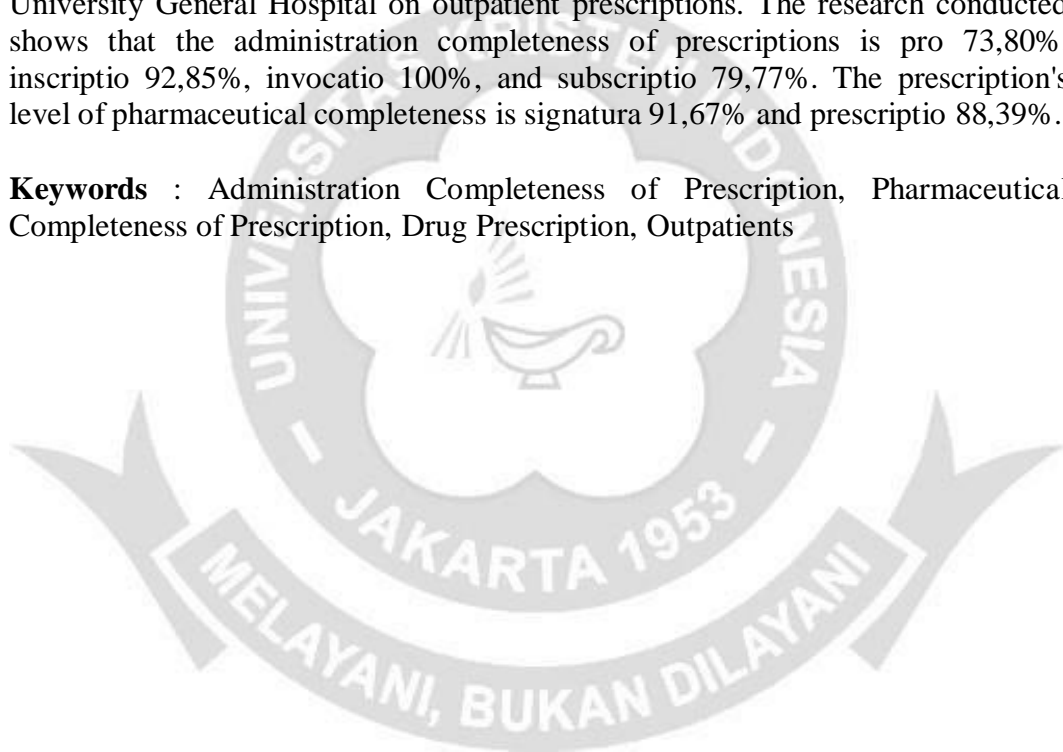 University General Hospital on outpatient prescriptions. The research conducted
shows that the administration completeness of prescriptions is pro 73,80%
inscriptio 92,85%, invocatio 100%, and subscriptio 79,77%. The prescription's
level of pharmaceutical completeness is signatura 91,67% and prescriptio 88,39%.
Keywords : Administration Completeness of Prescription, Pharmaceutical
Completeness of Prescription, Drug Prescription, Outpatients
UNIVERSITAS KRISTEN INDONESIA
- JAKARTA 1953 -
MELAYANI, BUKAN DILAYANI